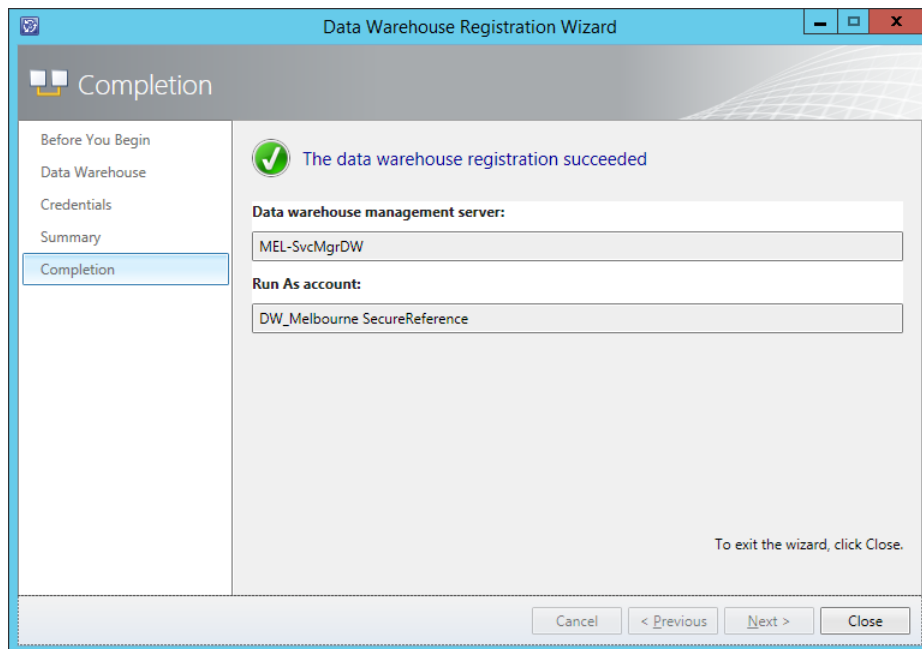 Data Warehouse Registration Wizard
Completion
Before You Begin
Data Warehouse
Credentials
Summary
Completion
The data warehouse registration succeeded
Data warehouse management server:
MEL-SvcMgrDW
Run As account:
DW_Melbourne SecureReference
To exit the wizard, click Close.
Cancel
< Previous
Next >
Close